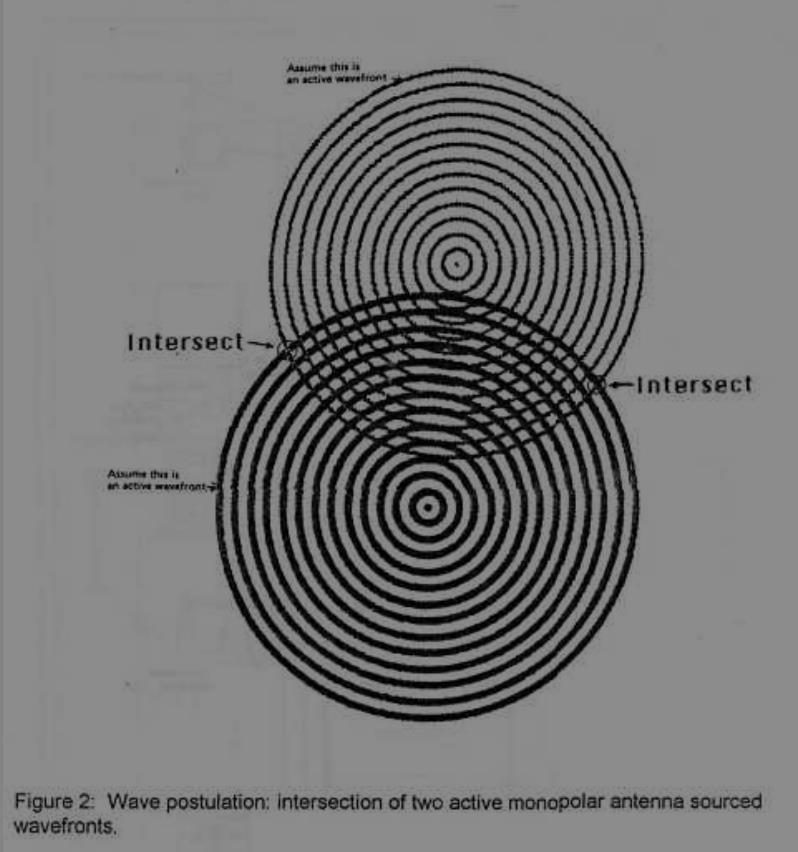 Assume this is
an active wavefront
Intersect
Intersect
Assume this is
an active wavefront
Figure 2: Wave postulation: intersection of two active monopolar antenna sourced
wavefronts.